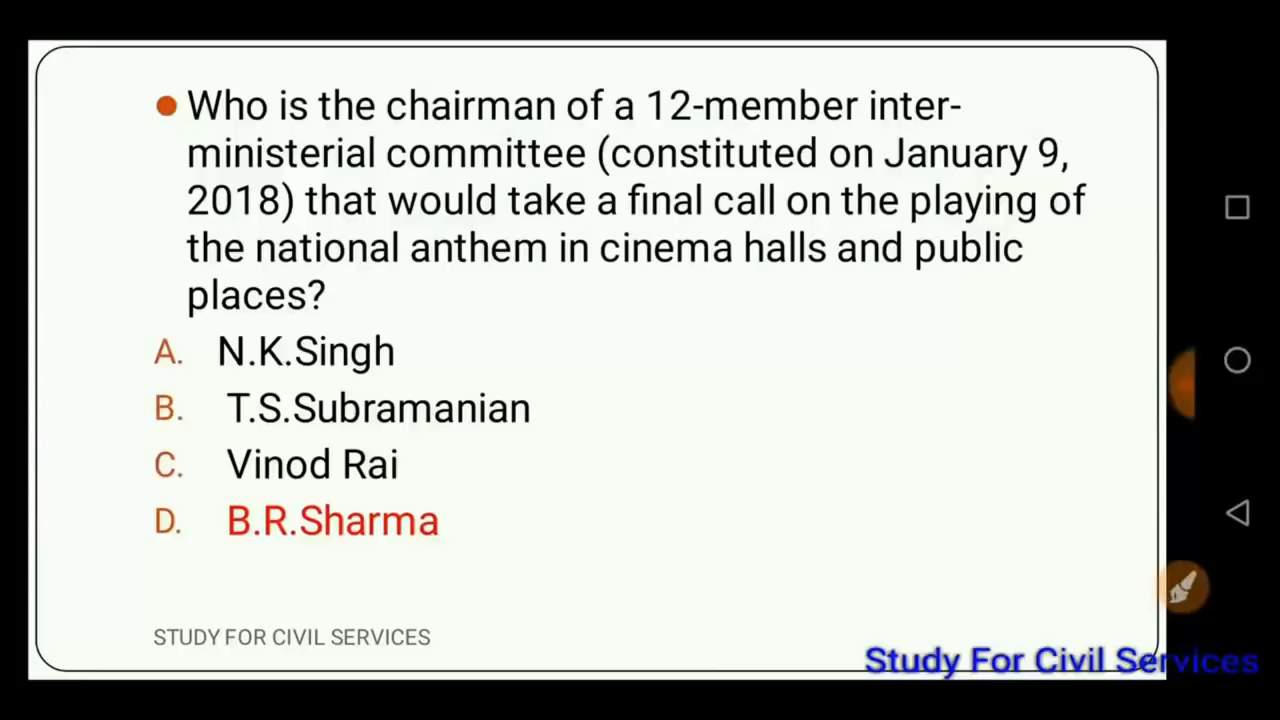 Who is the chairman of a 12-member inter-
ministerial committee (constituted on January 9,
2018) that would take a final call on the playing of
the national anthem in cinema halls and public
places?
A. N.K.Singh
B. T.S.Subramanian
C. Vinod Rai
D. B.R.Sharma
STUDY FOR CIVIL SERVICES
Study For Civil Services